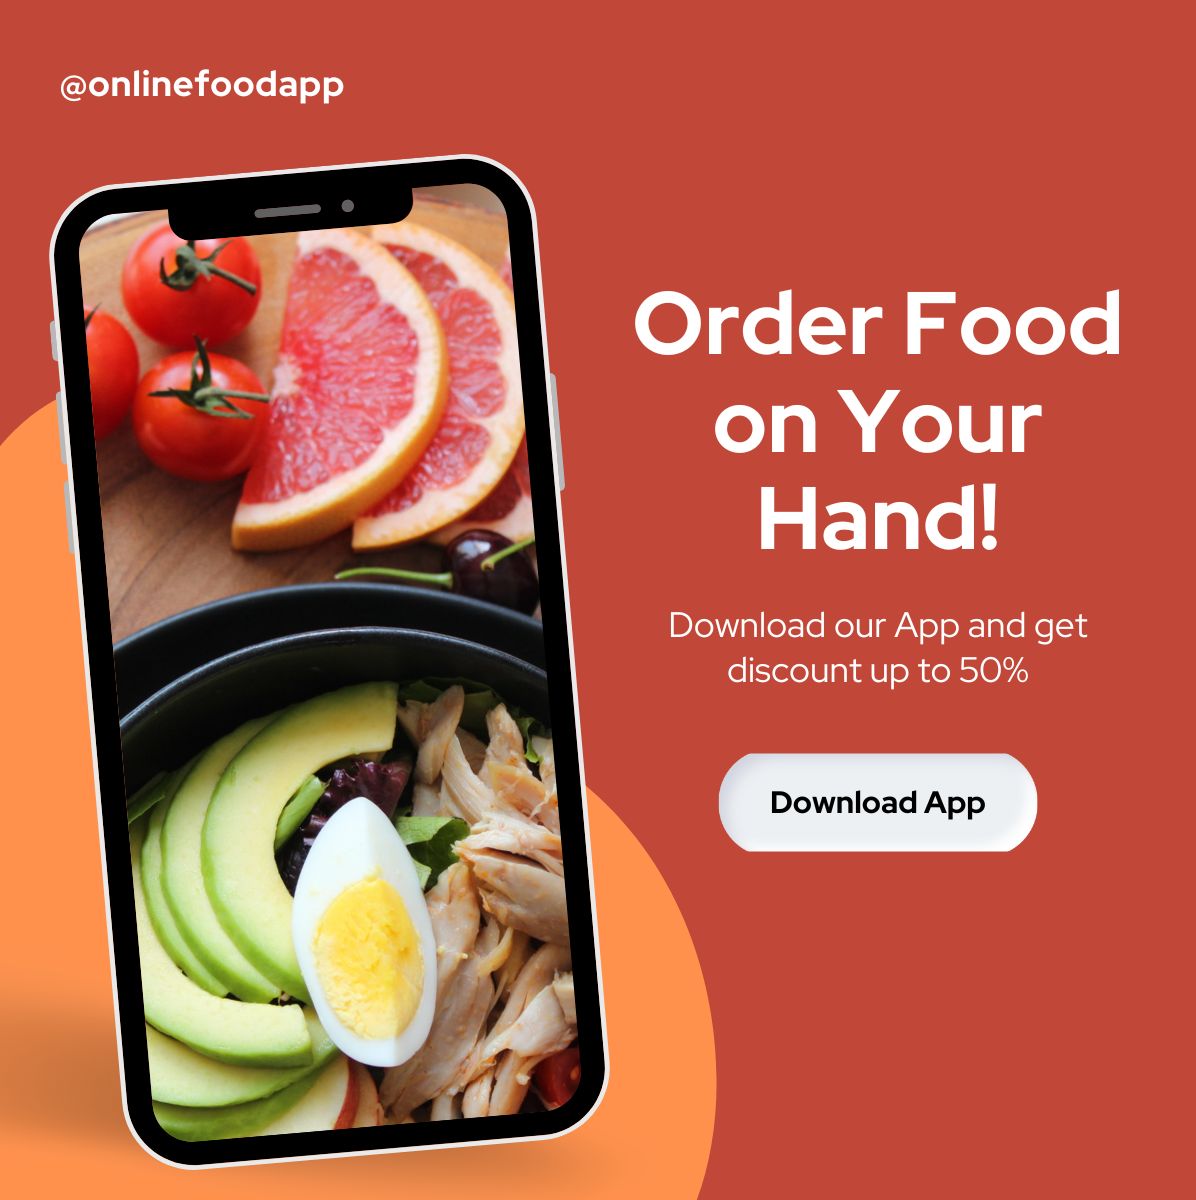 @onlinefoodapp
Order Food
on Your
Hand!
Download our App and get
discount up to 50%
Download App